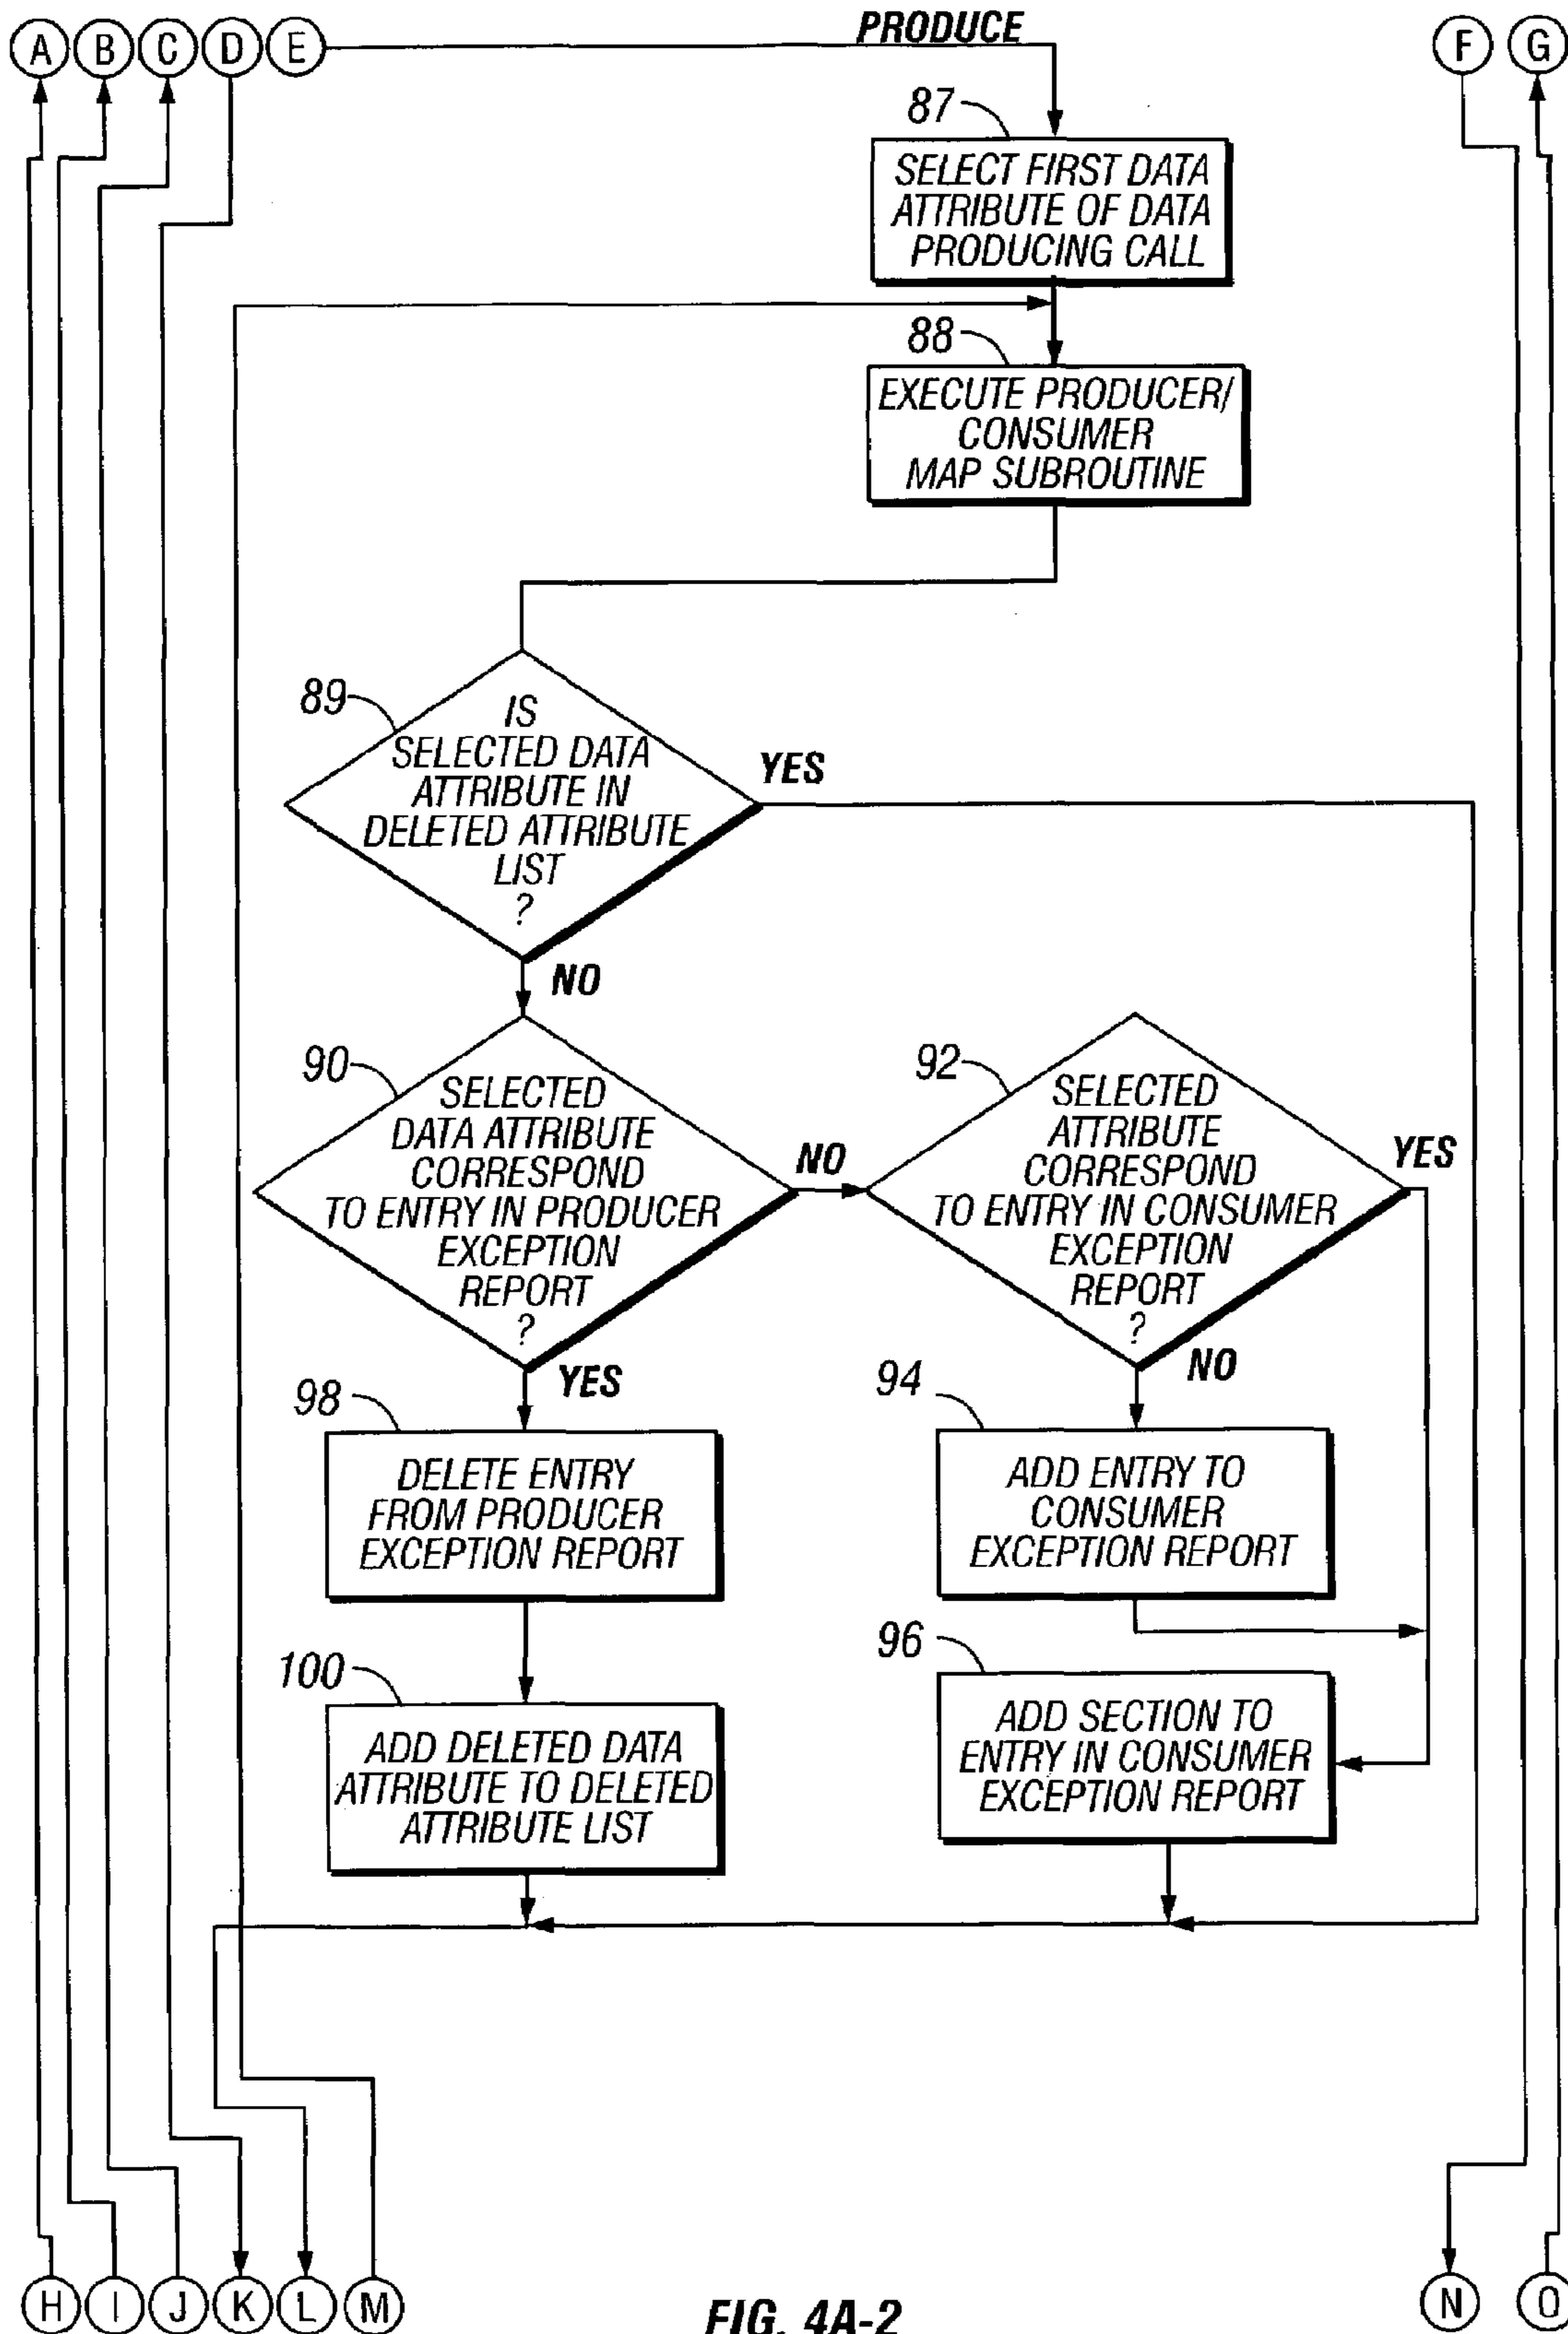 A B C D E PRODUCE F G
87
SELECT FIRST DATA
ATTRIBUTE OF DATA
PRODUCING CALL
88
EXECUTE PRODUCER/
CONSUMER
MAP SUBROUTINE
89
IS
SELECTED DATA
ATTRIBUTE IN
DELETED ATTRIBUTE
LIST
?
YES
NO
90
SELECTED
DATA ATTRIBUTE
CORRESPOND
TO ENTRY IN PRODUCER
EXCEPTION
REPORT
?
NO
YES
92
SELECTED
ATTRIBUTE
CORRESPOND
TO ENTRY IN CONSUMER
EXCEPTION
REPORT
?
YES
NO
98
DELETE ENTRY
FROM PRODUCER
EXCEPTION REPORT
94
ADD ENTRY TO
CONSUMER
EXCEPTION REPORT
100
ADD DELETED DATA
ATTRIBUTE TO DELETED
ATTRIBUTE LIST
96
ADD SECTION TO
ENTRY IN CONSUMER
EXCEPTION REPORT
H I J K L M N O
FIG. 4A-2